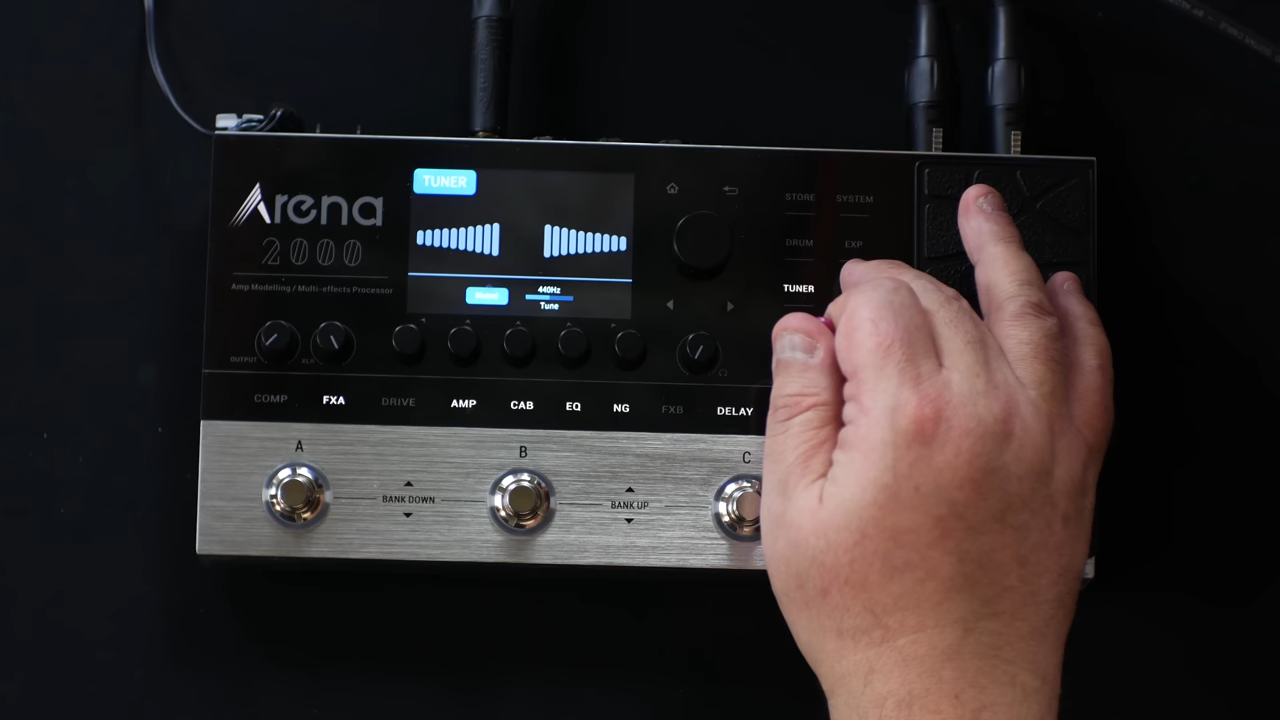 TUNER
STORE SYSTEM
Arena
2000
DRUM EXP
Amp Modelling / Multi-effects Processor
TUNER
440Hz
Tune
OUTPUT
COMP FXA DRIVE AMP CAB EQ NG FXB DELAY
A B C
BANK DOWN BANK UP